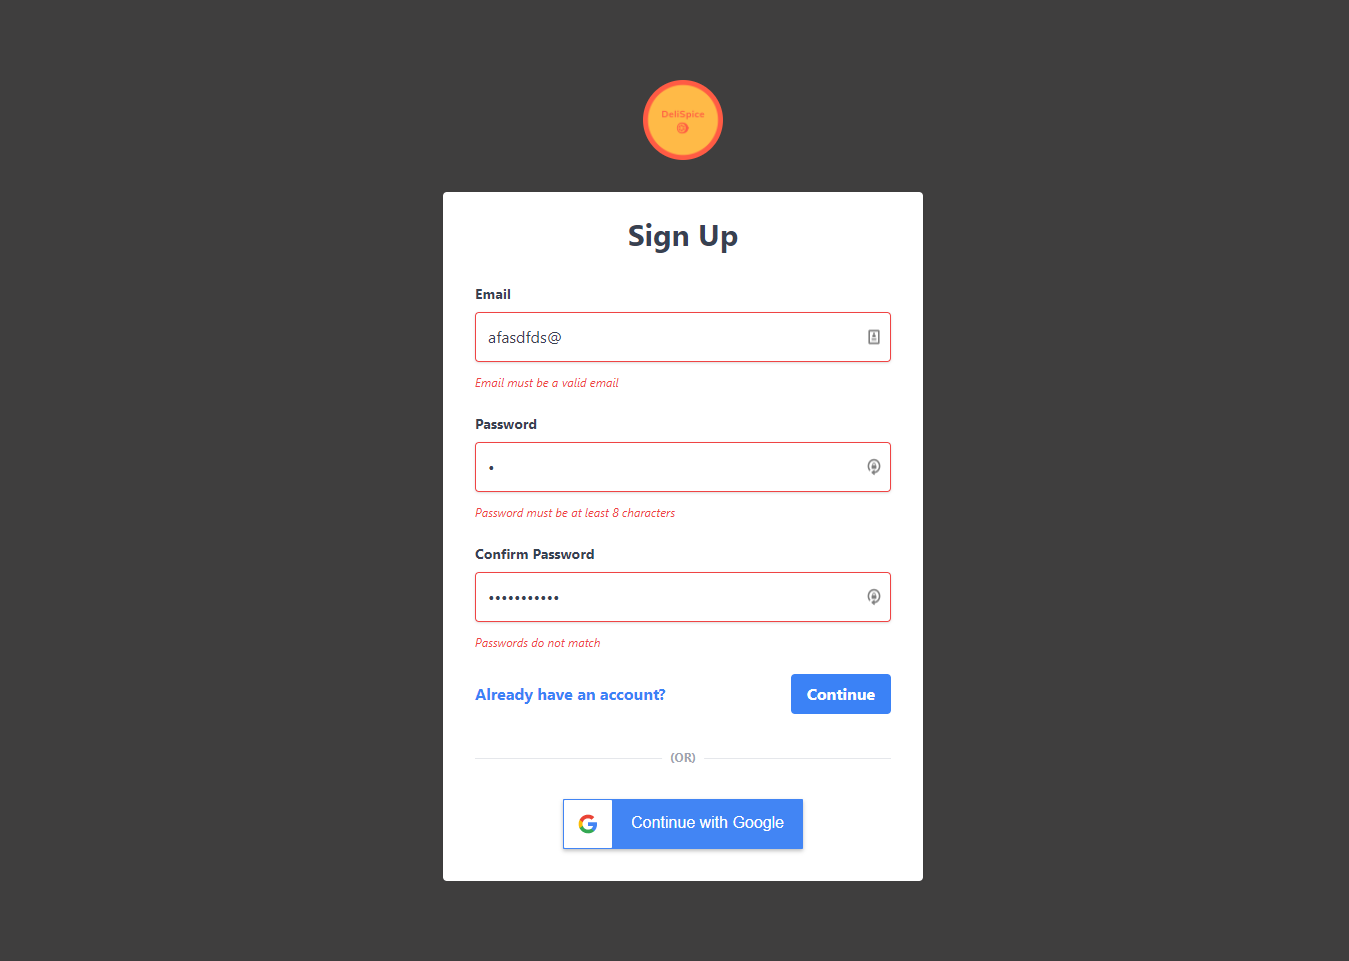 DeliSpice
Sign Up
Email
afasdfds@
Email must be a valid email
Password
•
Password must be at least 8 characters
Confirm Password
•••••••••••
Passwords do not match
Already have an account?
Continue
(OR)
Continue with Google